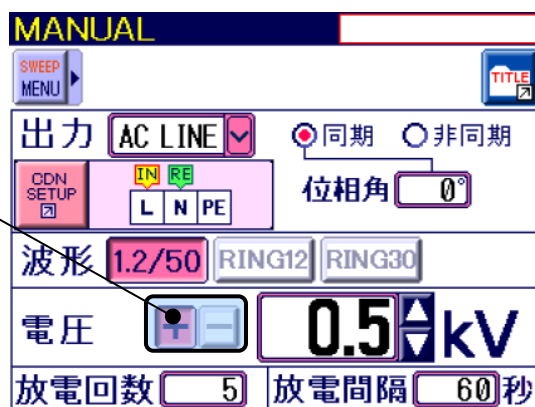 MANUAL
SWEEP
MENU
TITLE
出力 AC LINE 同期 非同期
CDN
SETUP
IN RE
L N PE
位相角 0°
波形 1.2/50 RING12 RING30
電圧 + − 0.5 kV
放電回数 5 放電間隔 60 秒